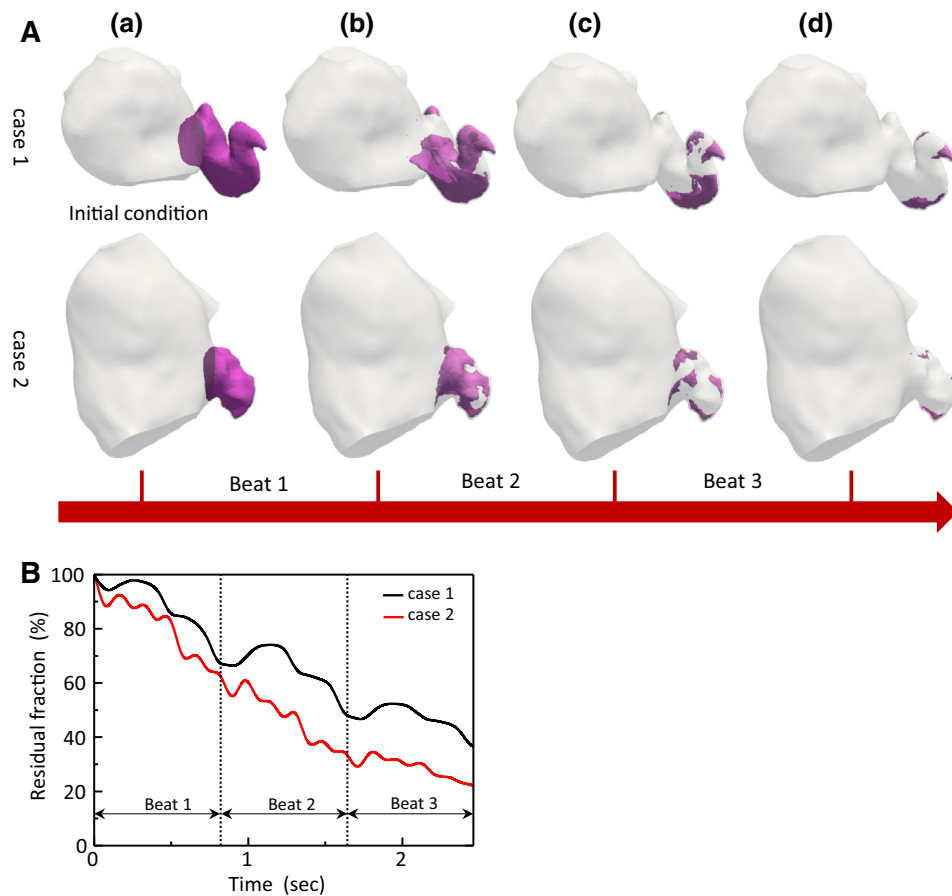 A
(a)
(b)
(c)
(d)
case 1
Initial condition
case 2
Beat 1
Beat 2
Beat 3
B
100
80
60
40
20
0
Residual fraction (%)
case 1
case 2
Beat 1
Beat 2
Beat 3
0
1
2
Time (sec)